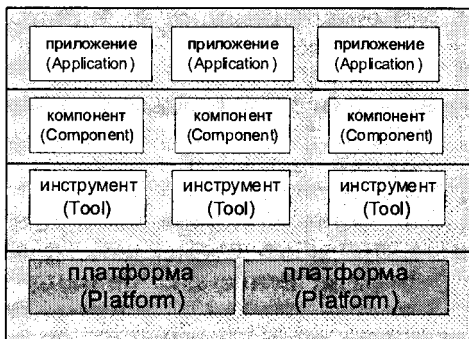 приложение приложение приложение
(Application) (Application) (Application)
компонент компонент компонент
(Component) (Component) (Component)
инструмент инструмент инструмент
(Tool) (Tool) (Tool)
платформа платформа
(Platform) (Platform)